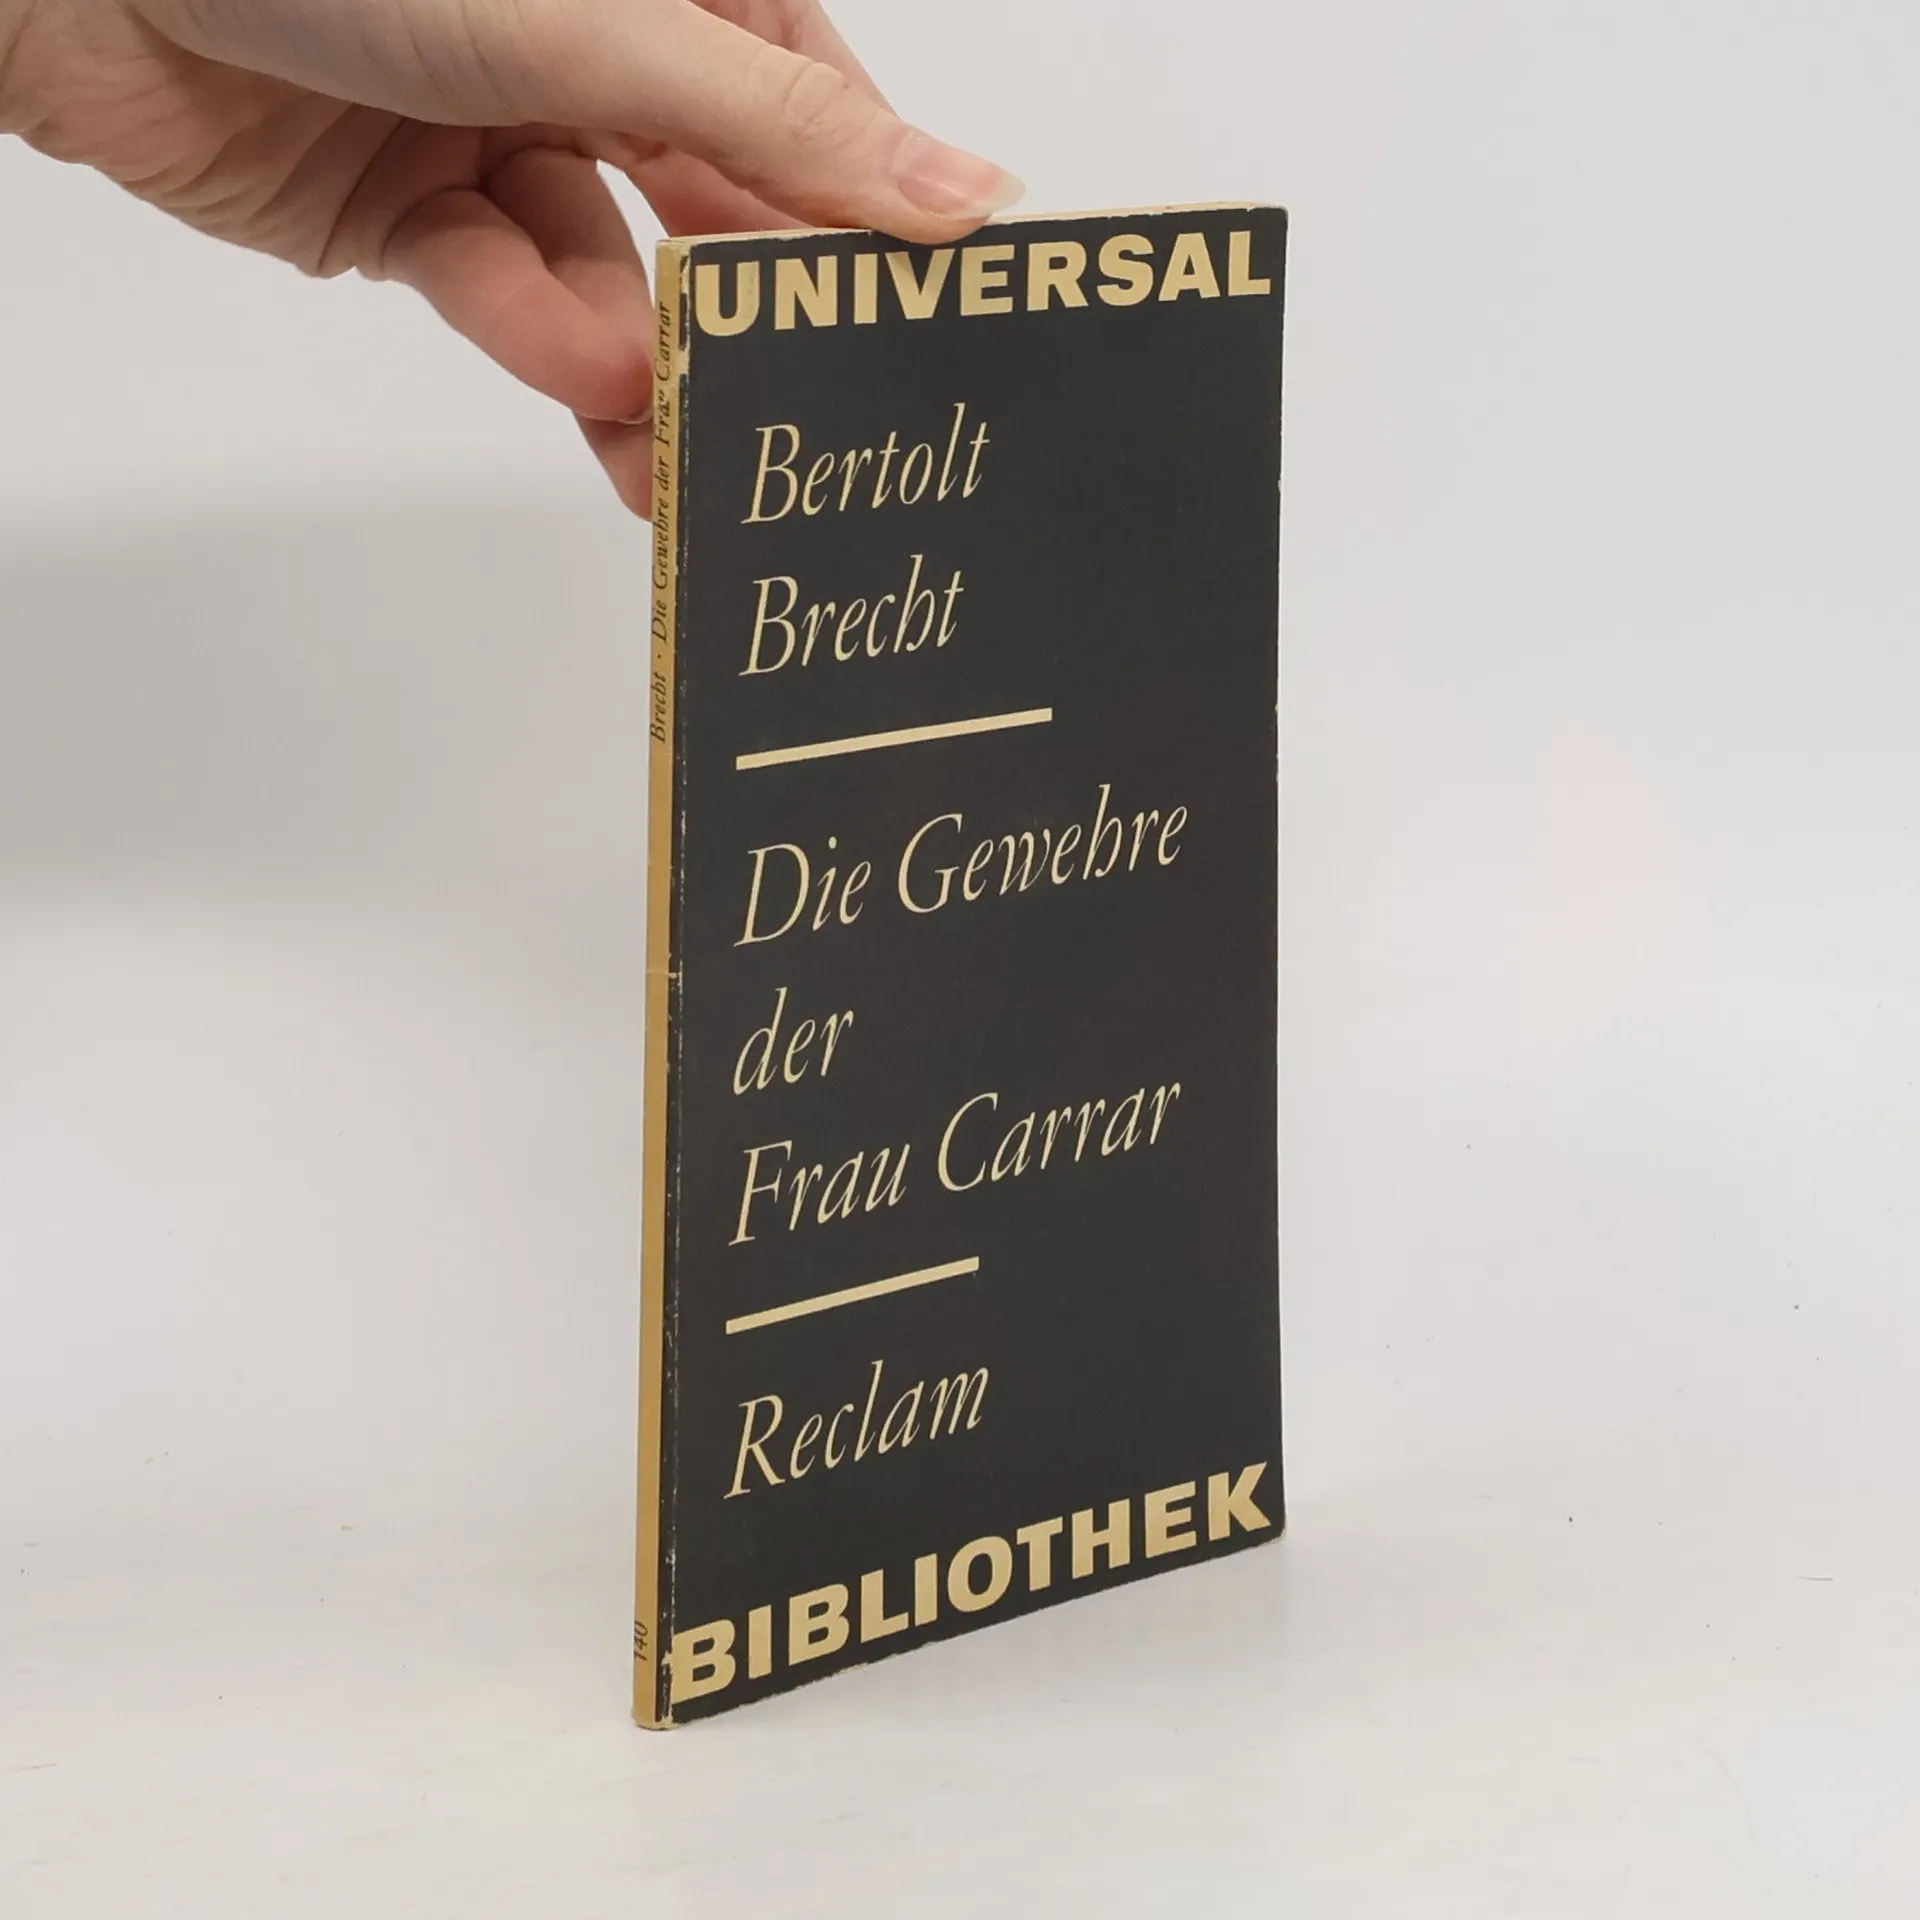 UNIVERSAL
Bertolt
Brecht
Die Gewehre
der
Frau Carrar
Reclam
BIBLIOTHEK
Brecht · Die Gewehre der Frau Carrar
140